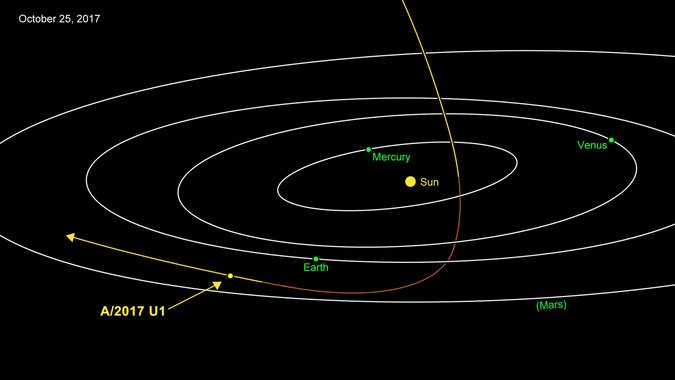 October 25, 2017
Venus
Mercury
Sun
Earth
A/2017 U1
(Mars)